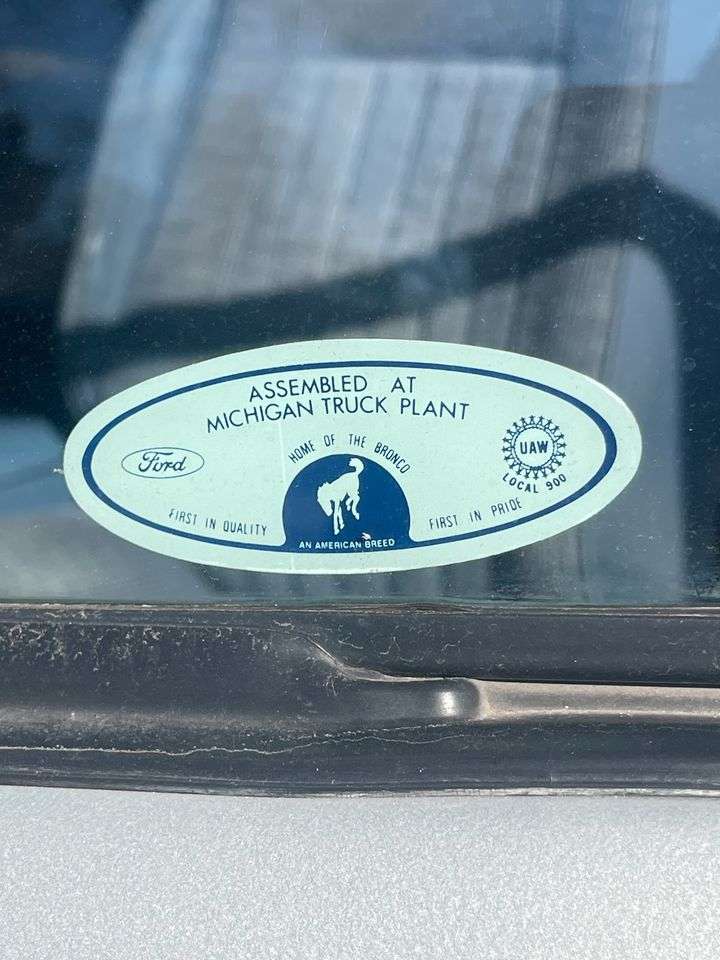 ASSEMBLED AT
MICHIGAN TRUCK PLANT
HOME OF THE BRONCO
Ford
UAW
LOCAL 900
FIRST IN QUALITY
FIRST IN PRIDE
AN AMERICAN BREED